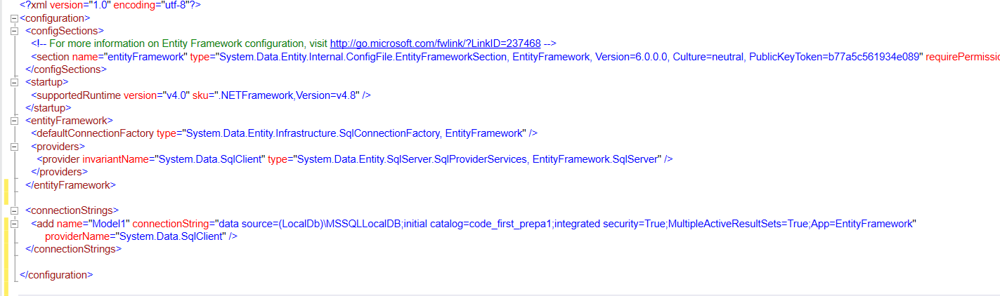 <?xml version="1.0" encoding="utf-8"?>
<configuration>
<configSections>
<!-- For more information on Entity Framework configuration, visit http://go.microsoft.com/fwlink/?LinkID=237468 -->
<section name="entityFramework" type="System.Data.Entity.Internal.ConfigFile.EntityFrameworkSection, EntityFramework, Version=6.0.0.0, Culture=neutral, PublicKeyToken=b77a5c561934e089" requirePermissic
</configSections>
<startup>
<supportedRuntime version="v4.0" sku=".NETFramework,Version=v4.8" />
</startup>
<entityFramework>
<defaultConnectionFactory type="System.Data.Entity.Infrastructure.SqlConnectionFactory, EntityFramework" />
<providers>
<provider invariantName="System.Data.SqlClient" type="System.Data.Entity.SqlServer.SqlProviderServices, EntityFramework.SqlServer" />
</providers>
</entityFramework>
<connectionStrings>
<add name="Model1" connectionString="data source=(LocalDb)\MSSQLLocalDB;initial catalog=code_first_prepa1;integrated security=True;MultipleActiveResultSets=True;App=EntityFramework"
providerName="System.Data.SqlClient" />
</connectionStrings>
</configuration>